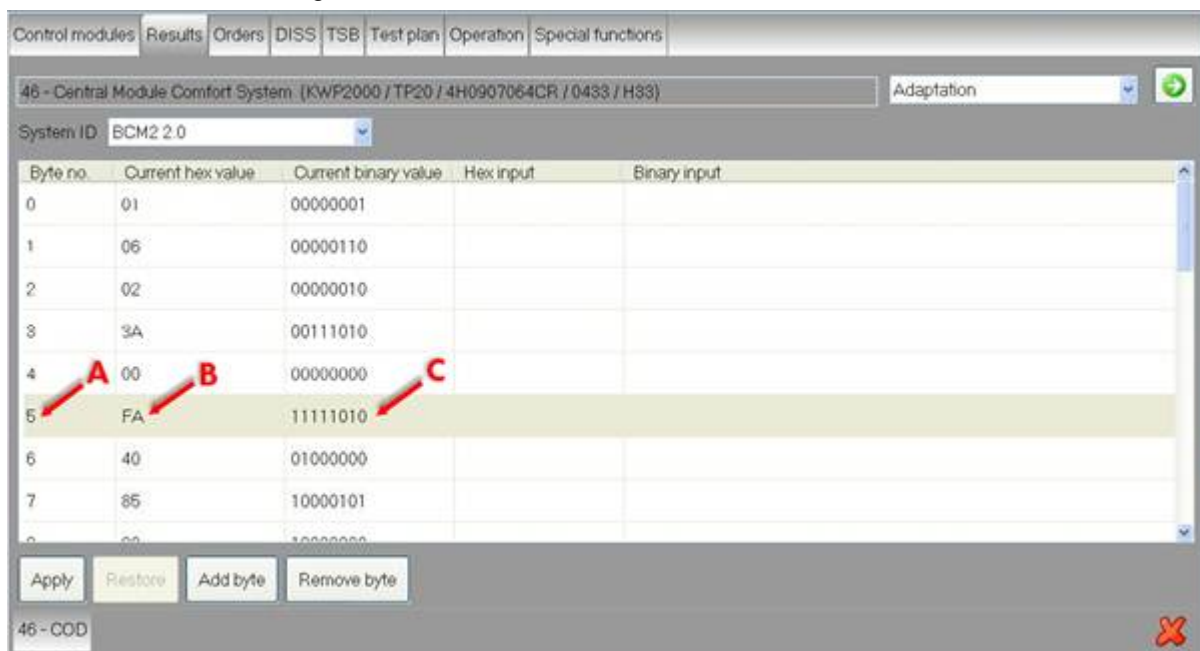 Control modules Results Orders DISS TSB Test plan Operation Special functions
46 - Central Module Comfort System (KWP2000 / TP20 / 4H0907064CR / 0433 / H33) Adaptation
System ID BCM2 2.0
Byte no. Current hex value Current binary value Hex input Binary input
0 01 00000001
1 06 00000110
2 02 00000010
3 3A 00111010
4 A 00 B 00000000 C
5 FA 11111010
6 40 01000000
7 85 10000101
Apply Restore Add byte Remove byte
46 - COD